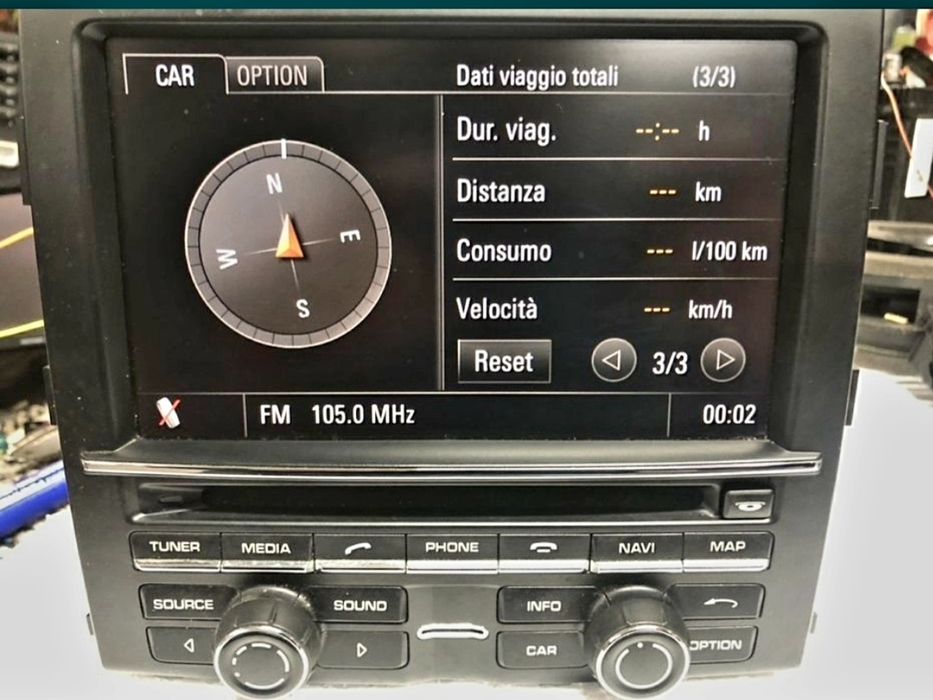 CAR OPTION Dati viaggio totali (3/3)
Dur. viag. --:-- h
Distanza --- km
Consumo --- l/100 km
Velocità --- km/h
Reset 3/3
N
E
W
S
FM 105.0 MHz 00:02
TUNER MEDIA PHONE NAVI MAP
SOURCE SOUND INFO
CAR OPTION